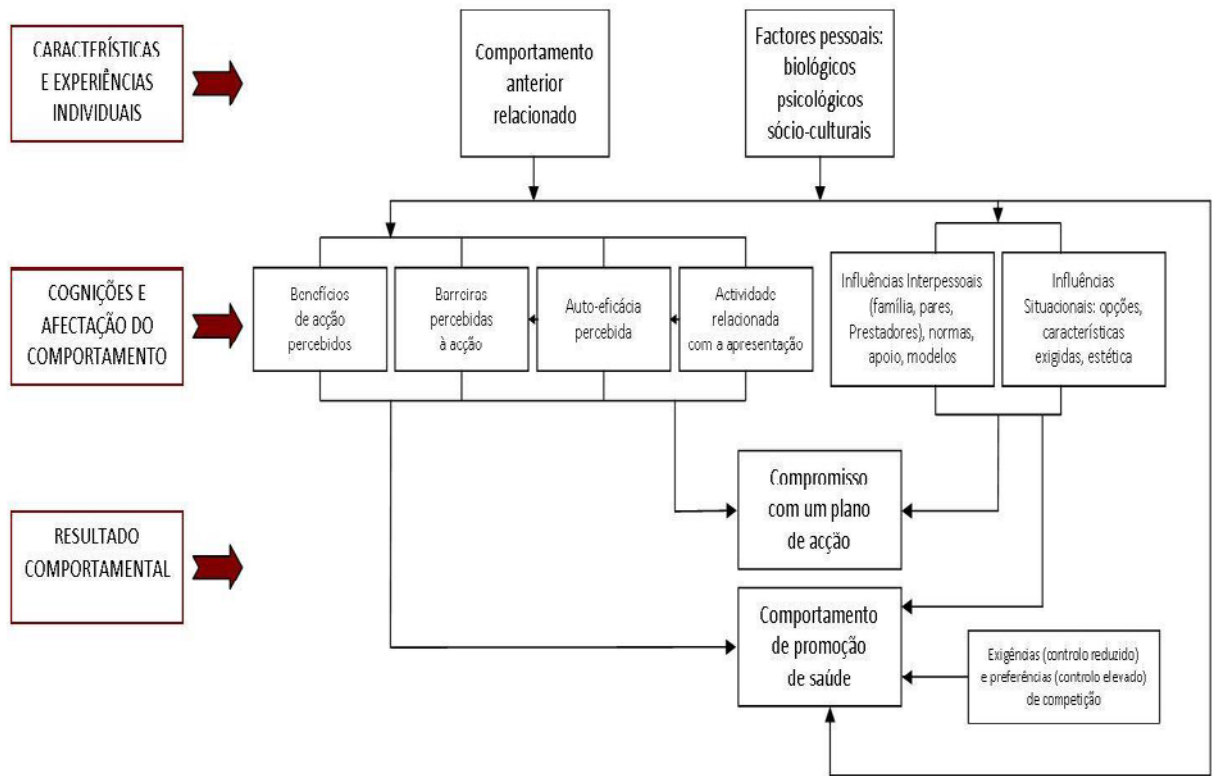 CARACTERÍSTICAS
E EXPERIÊNCIAS
INDIVIDUAIS
Comportamento
anterior
relacionado
Factores pessoais:
biológicos
psicológicos
sócio-culturais
COGNIÇÕES E
AFECTAÇÃO DO
COMPORTAMENTO
Benefícios
de acção
percebidos
Barreiras
percebidas
à acção
Auto-eficácia
percebida
Actividade
relacionada
com a apresentação
Influências Interpessoais
(família, pares,
Prestadores), normas,
apoio, modelos
Influências
Situacionais: opções,
características
exigidas, estética
RESULTADO
COMPORTAMENTAL
Compromisso
com um plano
de acção
Comportamento
de promoção
de saúde
Exigências (controlo reduzido)
e preferências (controlo elevado)
de competição